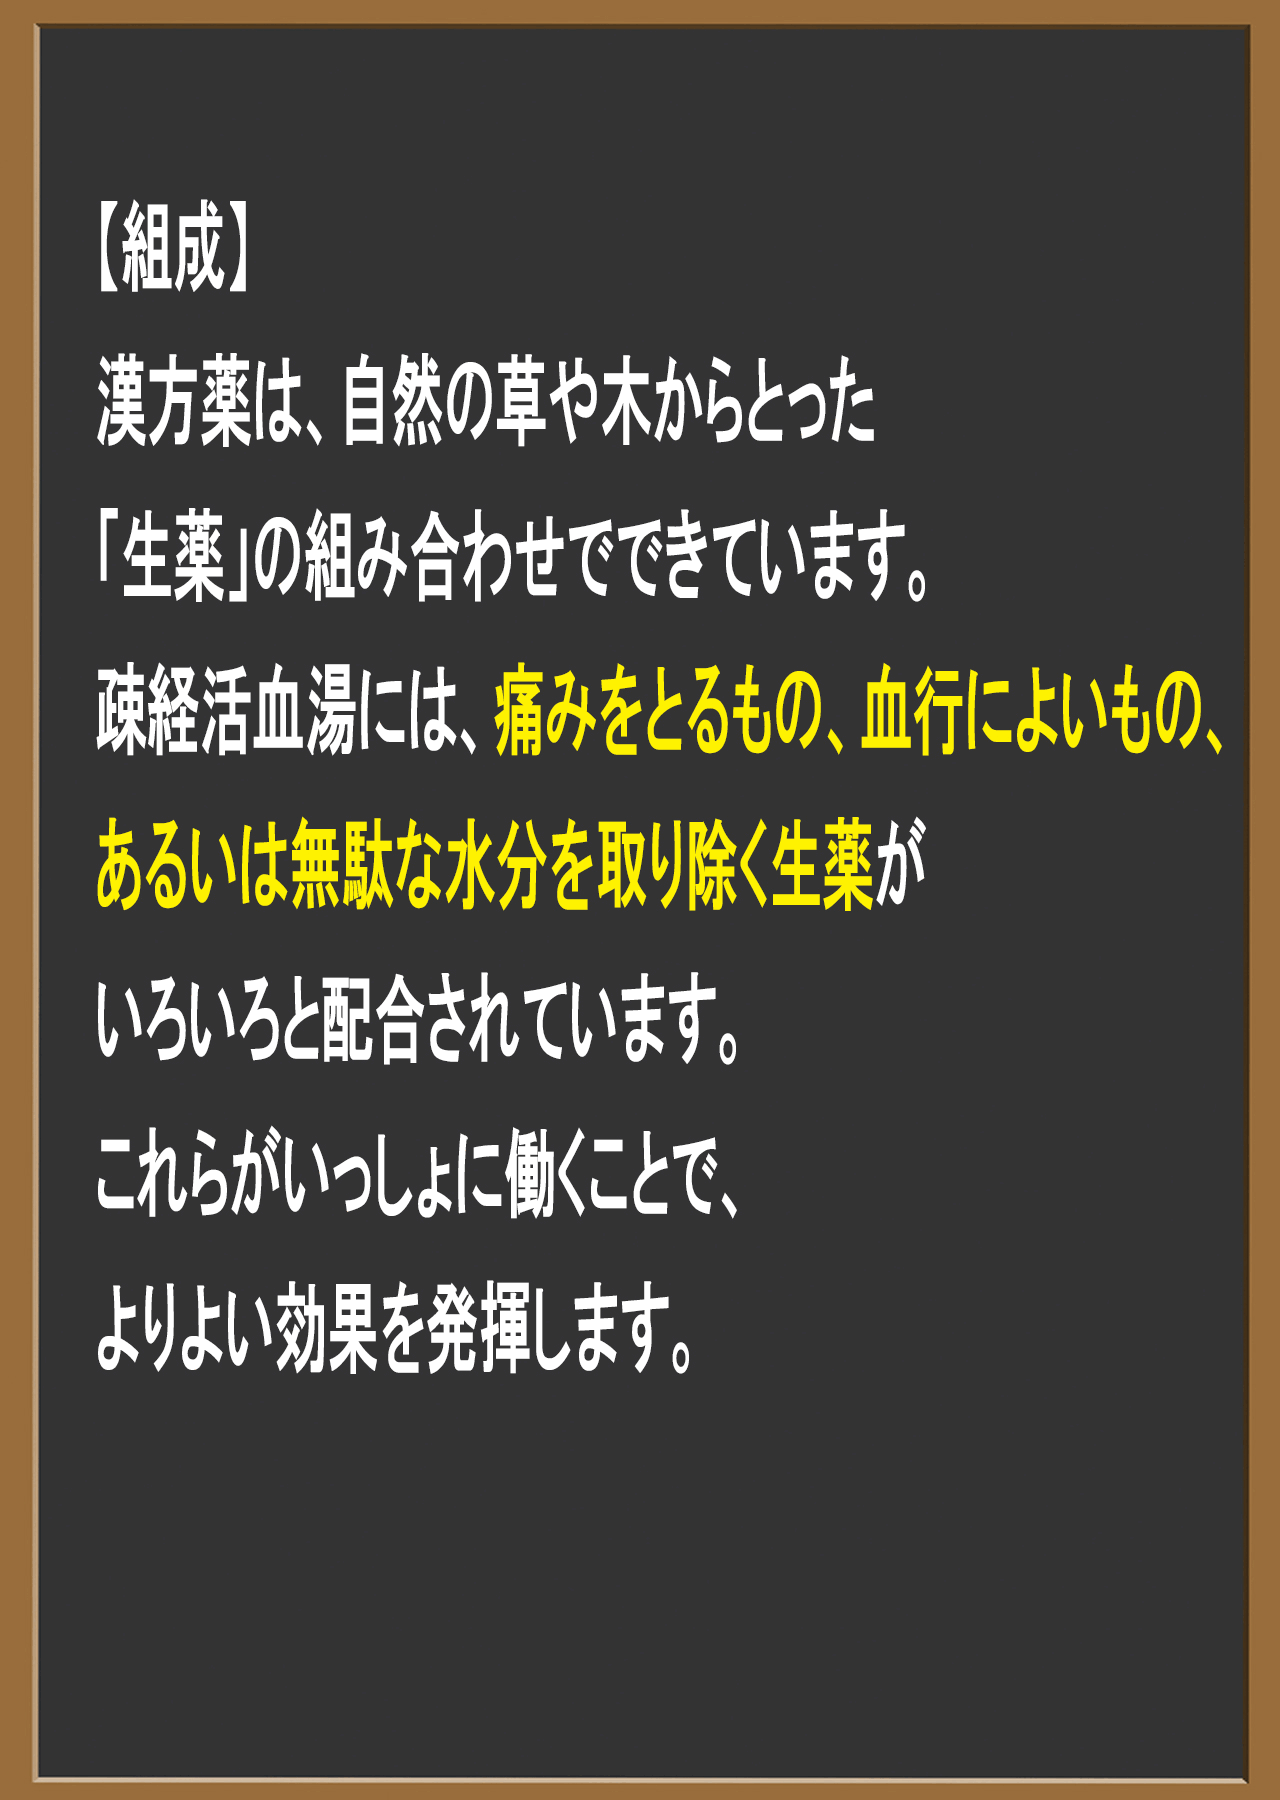 【組成】
漢方薬は、自然の草や木からとった
「生薬」の組み合わせでできています。
疎経活血湯には、痛みをとるもの、血行によいもの、
あるいは無駄な水分を取り除く生薬が
いろいろと配合されています。
これらがいっしょに働くことで、
よりよい効果を発揮します。